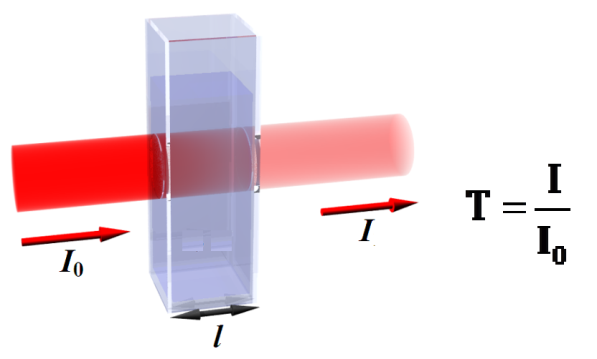 I₀
I
l
T = I / I₀